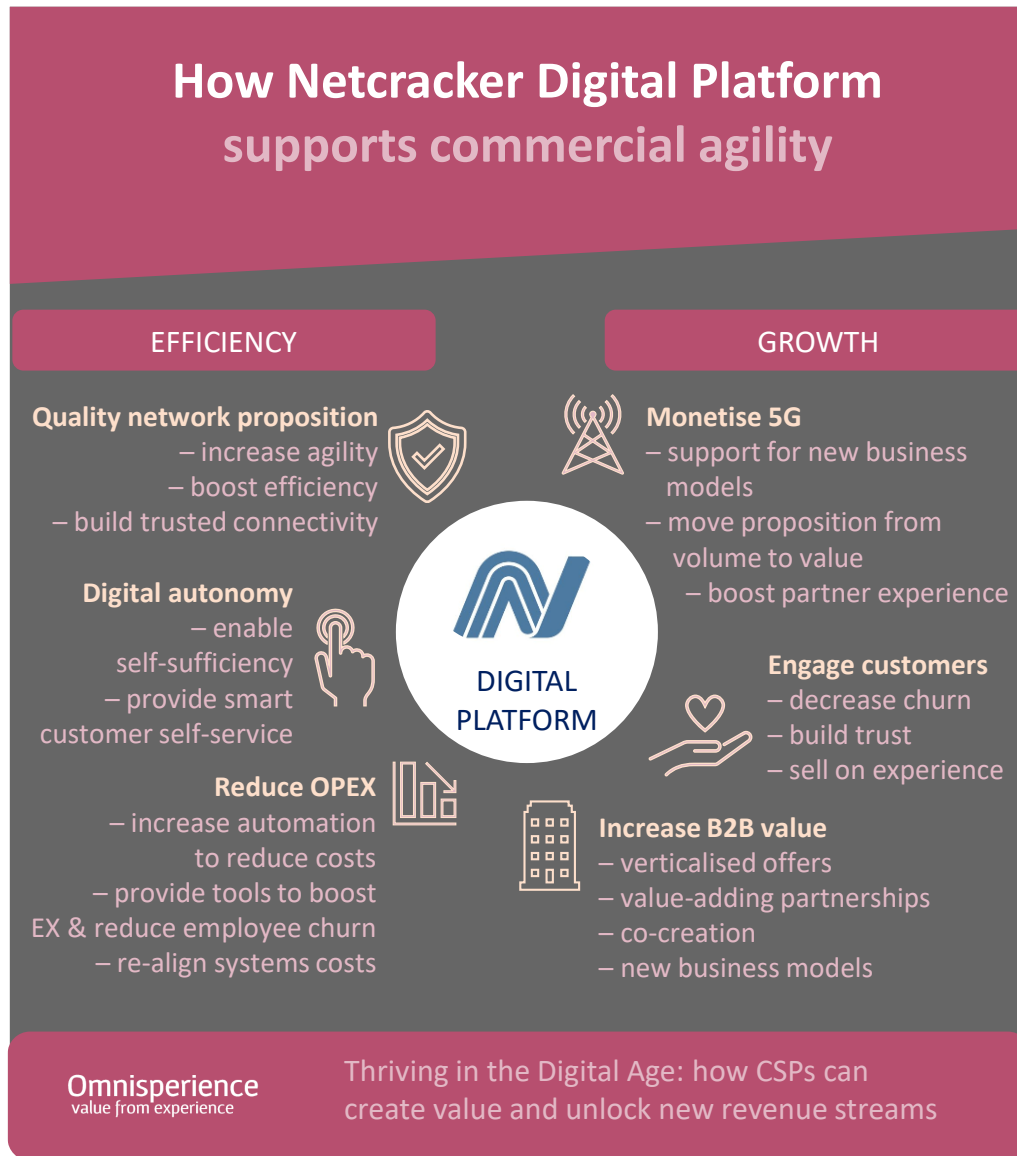 How Netcracker Digital Platform
supports commercial agility
EFFICIENCY
Quality network proposition
– increase agility
– boost efficiency
– build trusted connectivity
Digital autonomy
– enable
self-sufficiency
– provide smart
customer self-service
Reduce OPEX
– increase automation
to reduce costs
– provide tools to boost
EX & reduce employee churn
– re-align systems costs
DIGITAL
PLATFORM
GROWTH
Monetise 5G
– support for new business
models
– move proposition from
volume to value
– boost partner experience
Engage customers
– decrease churn
– build trust
– sell on experience
Increase B2B value
– verticalised offers
– value-adding partnerships
– co-creation
– new business models
Omnisperience
value from experience
Thriving in the Digital Age: how CSPs can
create value and unlock new revenue streams